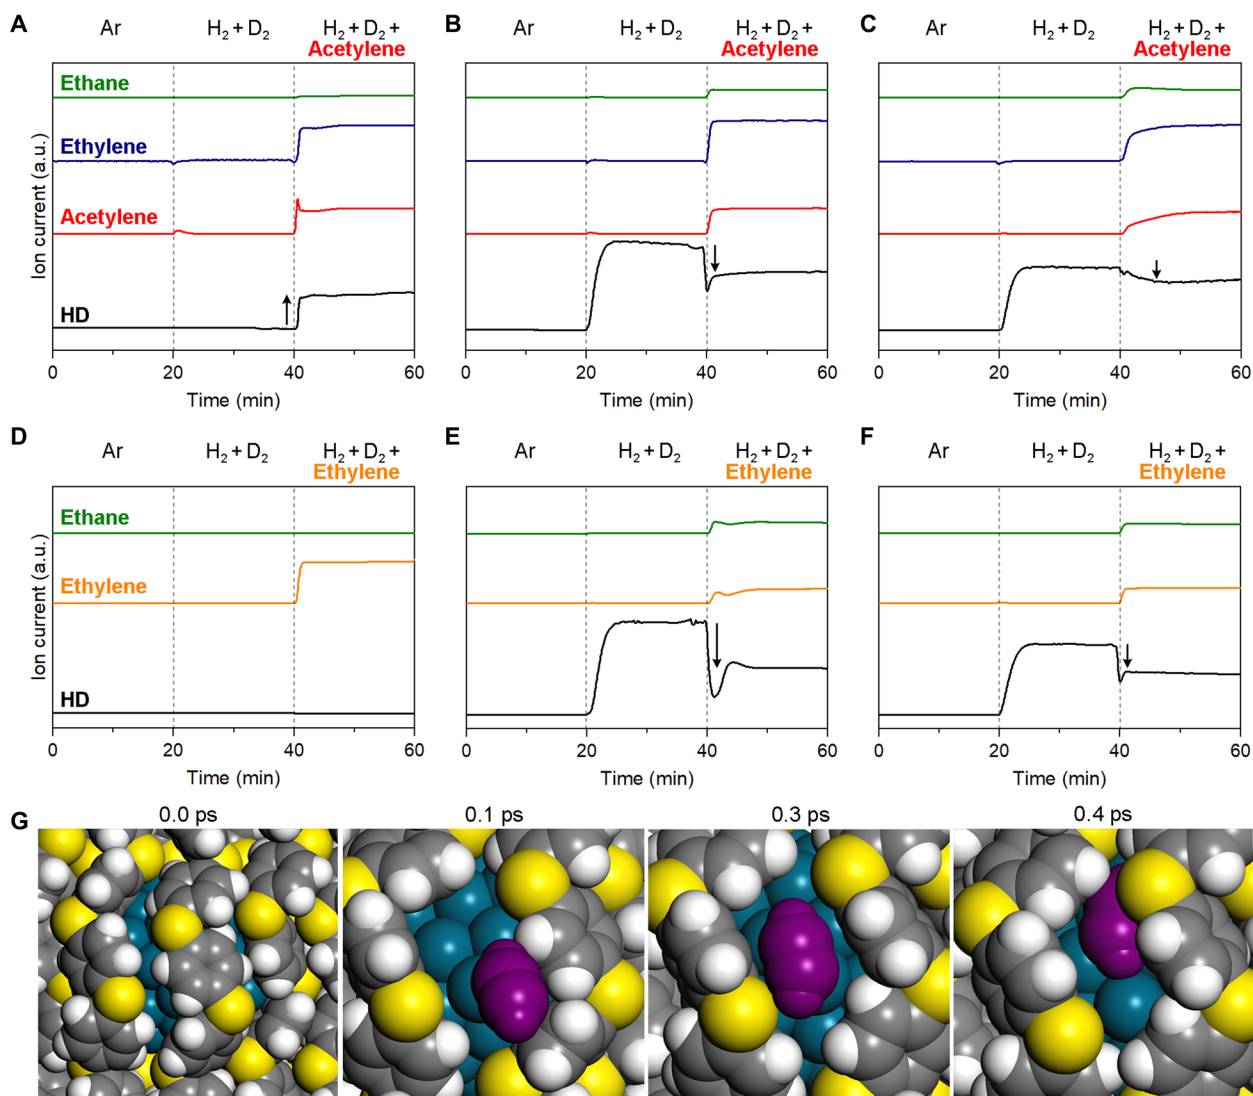 A
Ar
H₂ + D₂
H₂ + D₂ +
Acetylene
Ethane
Ethylene
Acetylene
HD
Ion current (a.u.)
0
20
40
60
Time (min)
B
Ar
H₂ + D₂
H₂ + D₂ +
Acetylene
0
20
40
60
Time (min)
C
Ar
H₂ + D₂
H₂ + D₂ +
Acetylene
0
20
40
60
Time (min)
D
Ar
H₂ + D₂
H₂ + D₂ +
Ethylene
Ethane
Ethylene
HD
Ion current (a.u.)
0
20
40
60
Time (min)
E
Ar
H₂ + D₂
H₂ + D₂ +
Ethylene
0
20
40
60
Time (min)
F
Ar
H₂ + D₂
H₂ + D₂ +
Ethylene
0
20
40
60
Time (min)
G
0.0 ps
0.1 ps
0.3 ps
0.4 ps